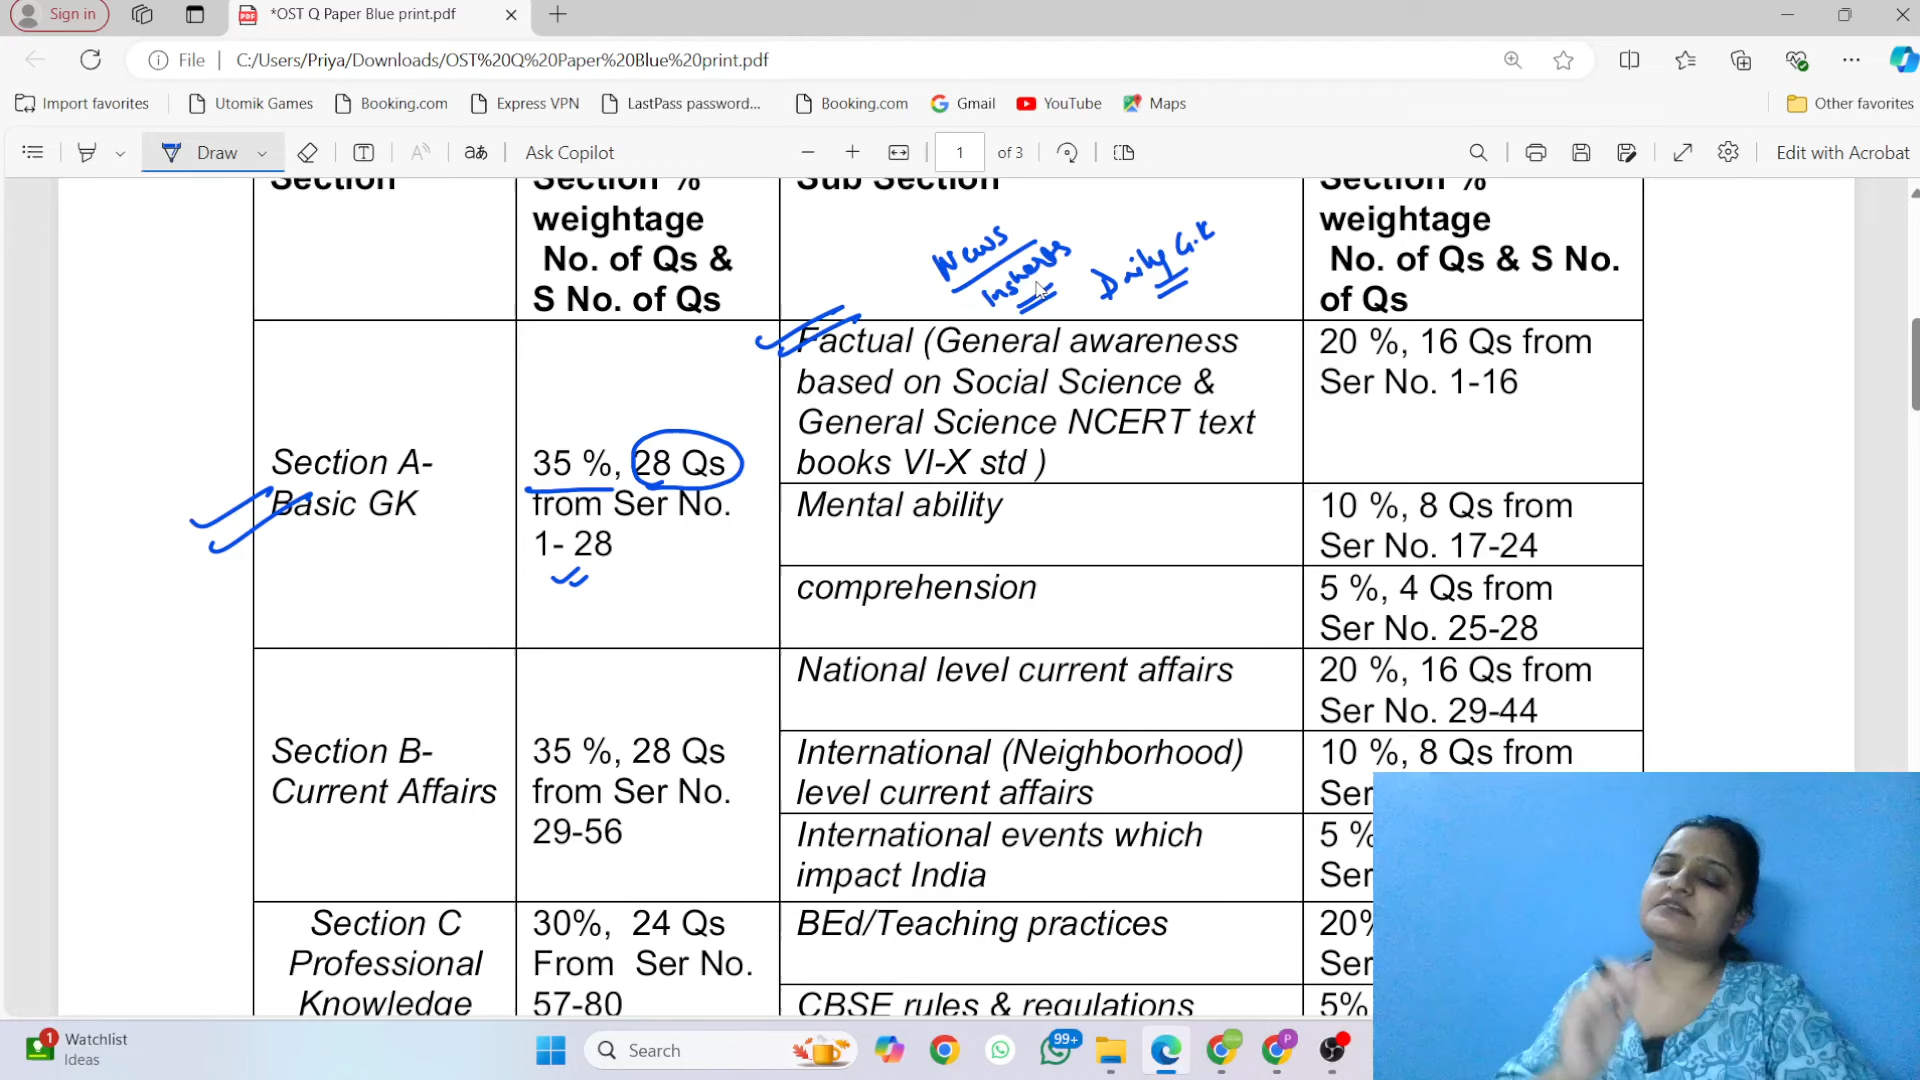 Sign in
*OST Q Paper Blue print.pdf
File
C:/Users/Priya/Downloads/OST%20Q%20Paper%20Blue%20print.pdf
Import favorites
Utomik Games
Booking.com
Express VPN
LastPass password...
Booking.com
Gmail
YouTube
Maps
Other favorites
Draw
Ask Copilot
1 of 3
Edit with Acrobat
Section
Section %
weightage
No. of Qs &
S No. of Qs
Sub Section
News
Inshorts
Daily G.K
Section %
weightage
No. of Qs & S No.
of Qs
Section A-
Basic GK
35 %, 28 Qs
from Ser No.
1- 28
Factual (General awareness
based on Social Science &
General Science NCERT text
books VI-X std )
20 %, 16 Qs from
Ser No. 1-16
Mental ability
10 %, 8 Qs from
Ser No. 17-24
comprehension
5 %, 4 Qs from
Ser No. 25-28
Section B-
Current Affairs
35 %, 28 Qs
from Ser No.
29-56
National level current affairs
20 %, 16 Qs from
Ser No. 29-44
International (Neighborhood)
level current affairs
10 %, 8 Qs from
Ser
International events which
impact India
5 %
Ser
Section C
Professional
Knowledge
30%, 24 Qs
From Ser No.
57-80
BEd/Teaching practices
20%
Ser
CBSE rules & regulations
5%
1
Watchlist
Ideas
Search
99+